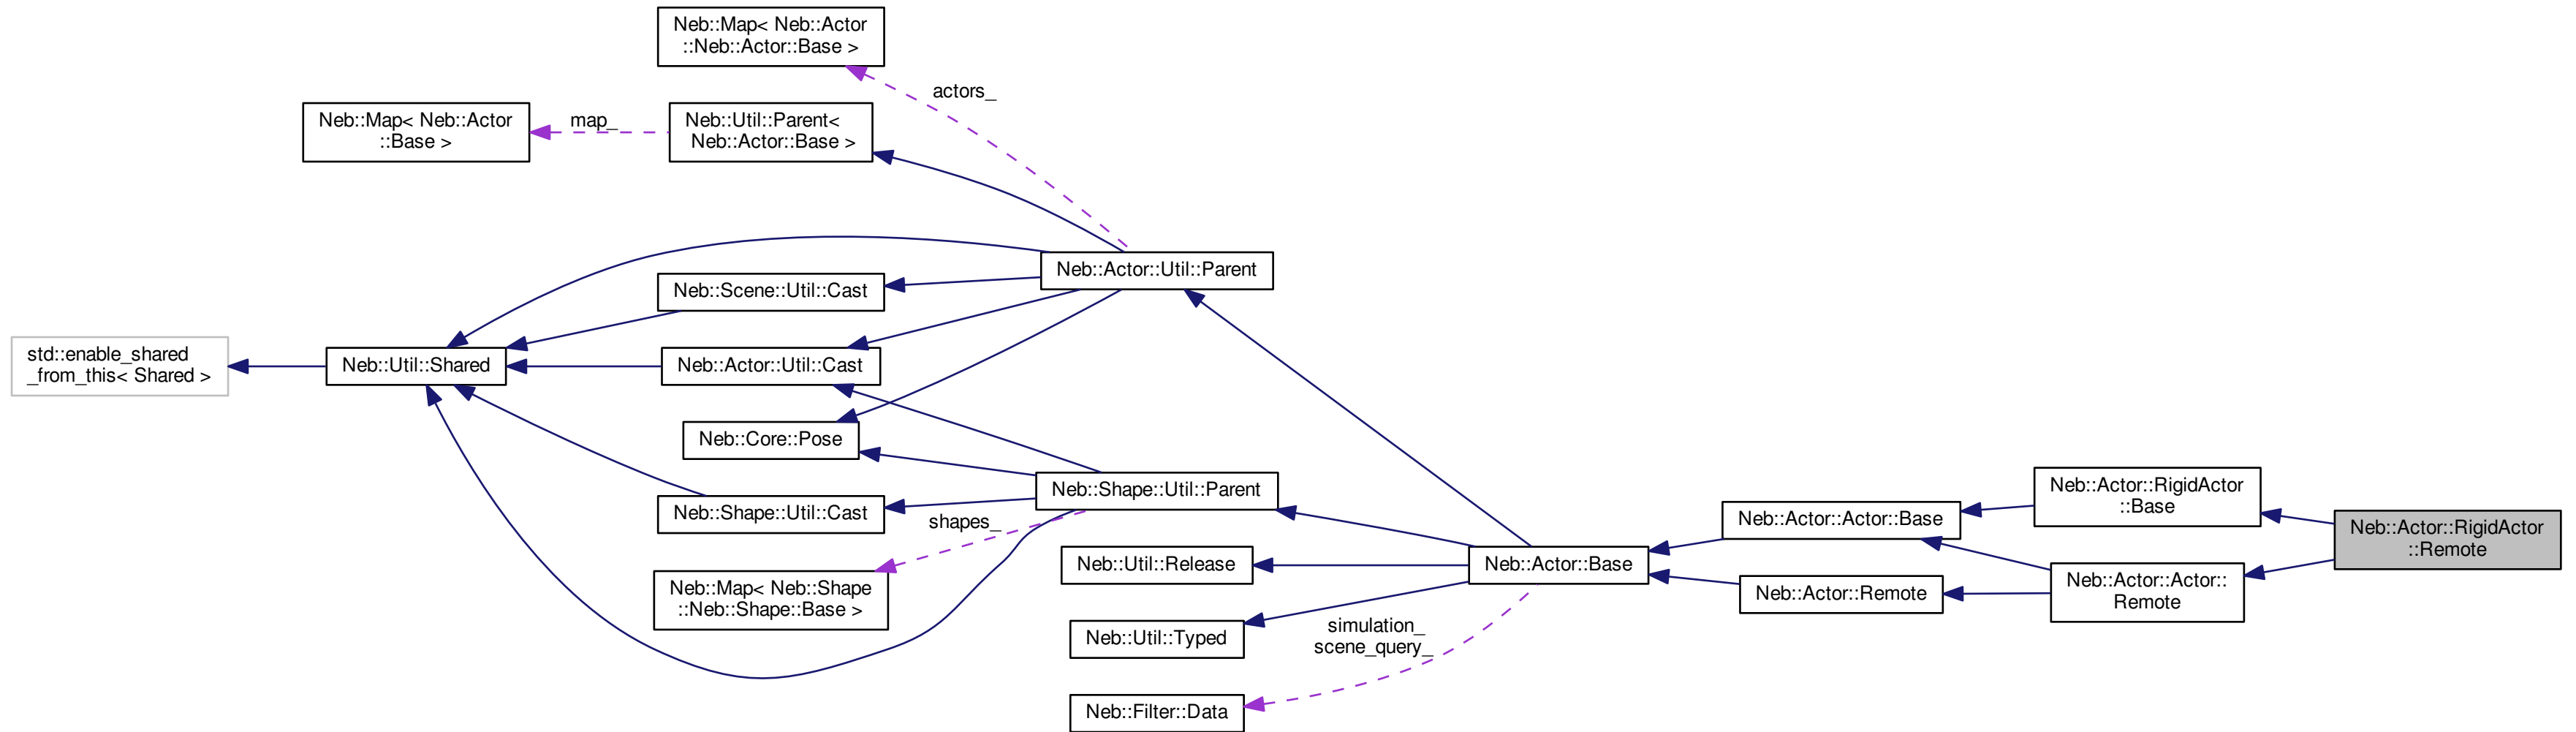 Neb::Map< Neb::Actor
::Neb::Actor::Base >
actors_
Neb::Map< Neb::Actor
::Base >
map_
Neb::Util::Parent<
Neb::Actor::Base >
Neb::Actor::Util::Parent
Neb::Scene::Util::Cast
std::enable_shared
_from_this< Shared >
Neb::Util::Shared
Neb::Actor::Util::Cast
Neb::Core::Pose
Neb::Shape::Util::Parent
Neb::Shape::Util::Cast
shapes_
Neb::Map< Neb::Shape
::Neb::Shape::Base >
Neb::Util::Release
Neb::Util::Typed
simulation_
scene_query_
Neb::Filter::Data
Neb::Actor::Base
Neb::Actor::Actor::Base
Neb::Actor::Remote
Neb::Actor::RigidActor
::Base
Neb::Actor::Actor::
Remote
Neb::Actor::RigidActor
::Remote